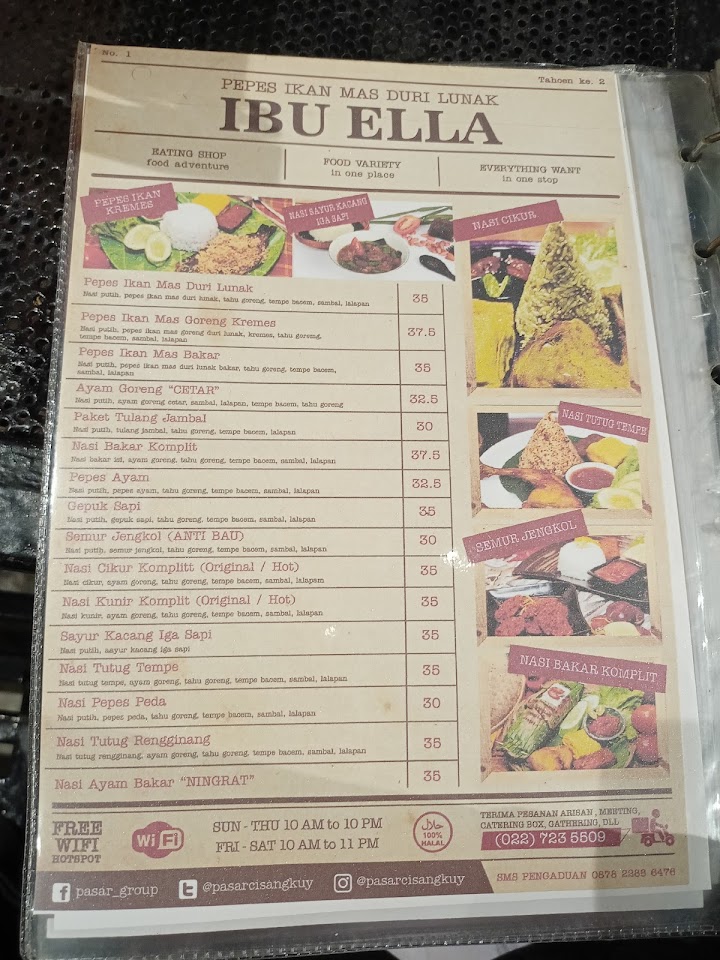 No. 1
Tahoen ke. 2
PEPES IKAN MAS DURI LUNAK
IBU ELLA
EATING SHOP
food adventure
FOOD VARIETY
in one place
EVERYTHING WANT
in one stop
PEPES IKAN
KREMES
NASI SAYUR KACANG
IGA SAPI
NASI CIKUR
Pepes Ikan Mas Duri Lunak
Nasi putih, pepes ikan mas duri lunak, tahu goreng, tempe bacem, sambal, lalapan
35
Pepes Ikan Mas Goreng Kremes
Nasi putih, pepes ikan mas goreng duri lunak, kremes, tahu goreng,
tempe bacem, sambal, lalapan
37.5
Pepes Ikan Mas Bakar
Nasi putih, pepes ikan mas duri lunak bakar, tahu goreng, tempe bacem,
sambal, lalapan
35
Ayam Goreng "CETAR"
Nasi putih, ayam goreng cetar, sambal, lalapan, tempe bacem, tahu goreng
32.5
Paket Tulang Jambal
Nasi putih, tulang jambal, tahu goreng, tempe bacem, sambal, lalapan
30
Nasi Bakar Komplit
Nasi bakar isi, ayam goreng, tahu goreng, tempe bacem, sambal, lalapan
37.5
Pepes Ayam
Nasi putih, pepes ayam, tahu goreng, tempe bacem, sambal, lalapan
32.5
Gepuk Sapi
Nasi putih, gepuk sapi, tahu goreng, tempe bacem, sambal, lalapan
35
Semur Jengkol (ANTI BAU)
Nasi putih, semur jengkol, tahu goreng, tempe bacem, sambal, lalapan
30
Nasi Cikur Komplitt (Original / Hot)
Nasi cikur, ayam goreng, tahu goreng, tempe bacem, sambal, lalapan
35
Nasi Kunir Komplit (Original / Hot)
Nasi kunir, ayam goreng, tahu goreng, tempe bacem, sambal, lalapan
35
Sayur Kacang Iga Sapi
Nasi putih, sayur kacang iga sapi
35
Nasi Tutug Tempe
Nasi tutug tempe, ayam goreng, tahu goreng, tempe bacem, sambal, lalapan
35
Nasi Pepes Peda
Nasi putih, pepes peda, tahu goreng, tempe bacem, sambal, lalapan
30
Nasi Tutug Rengginang
Nasi tutug rengginang, ayam goreng, tahu goreng, tempe bacem, sambal, lalapan
35
Nasi Ayam Bakar "NINGRAT"
35
NASI TUTUG TEMPE
SEMUR JENGKOL
NASI BAKAR KOMPLIT
FREE
WIFI
HOTSPOT
WiFi
SUN - THU 10 AM to 10 PM
FRI - SAT 10 AM to 11 PM
حلال
100%
HALAL
TERIMA PESANAN ARISAN, MEETING,
CATERING BOX, GATHERING, DLL
(022) 723 5509
pasar_group
@pasarcisangkuy
@pasarcisangkuy
SMS PENGADUAN 0878 2283 6476